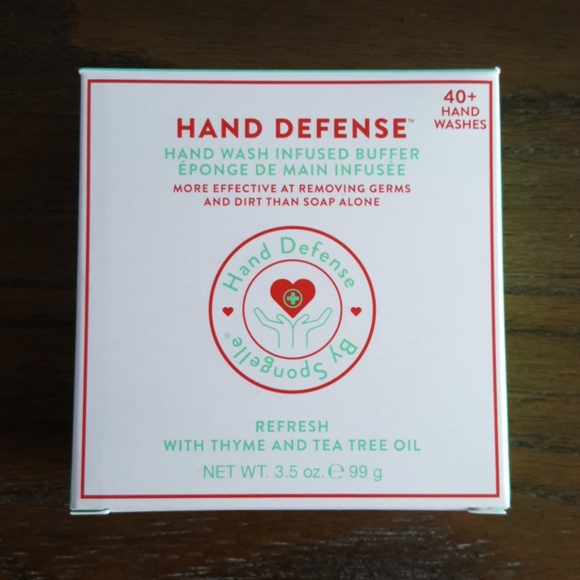 40+
HAND
WASHES
HAND DEFENSE™
HAND WASH INFUSED BUFFER
ÉPONGE DE MAIN INFUSÉE
MORE EFFECTIVE AT REMOVING GERMS
AND DIRT THAN SOAP ALONE
Hand Defense
By Spongellé®
REFRESH
WITH THYME AND TEA TREE OIL
NET WT. 3.5 oz. ℮ 99 g